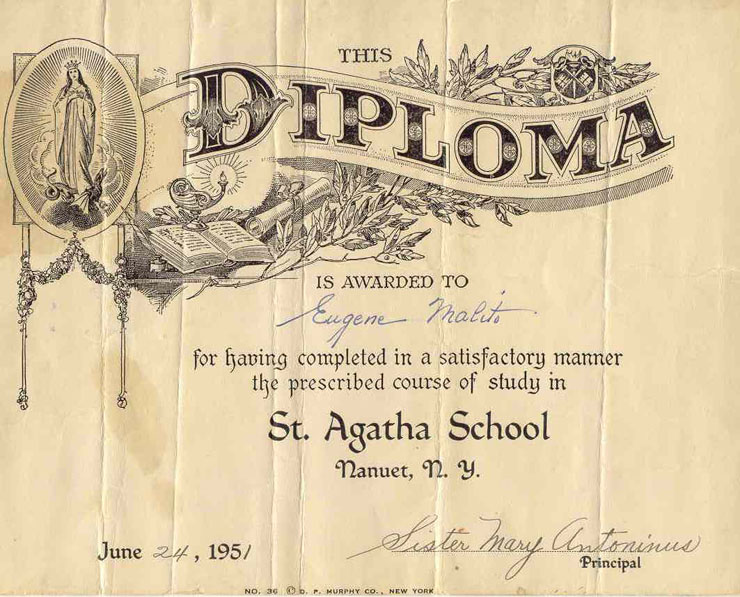 THIS
DIPLOMA
IS AWARDED TO
Eugene Malito
for having completed in a satisfactory manner
the prescribed course of study in
St. Agatha School
Nanuet, N. Y.
June 24, 1951
Sister Mary Antoninus
Principal
NO. 36 © D. P. MURPHY CO., NEW YORK